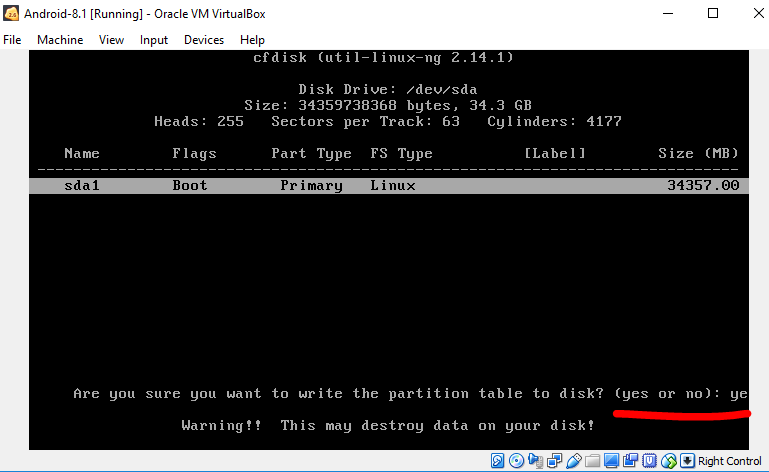 Android-8.1 [Running] - Oracle VM VirtualBox
File Machine View Input Devices Help
cfdisk (util-linux-ng 2.14.1)
Disk Drive: /dev/sda
Size: 34359738368 bytes, 34.3 GB
Heads: 255 Sectors per Track: 63 Cylinders: 4177
Name Flags Part Type FS Type [Label] Size (MB)
sda1 Boot Primary Linux 34357.00
Are you sure you want to write the partition table to disk? (yes or no): ye
Warning!! This may destroy data on your disk!
Right Control